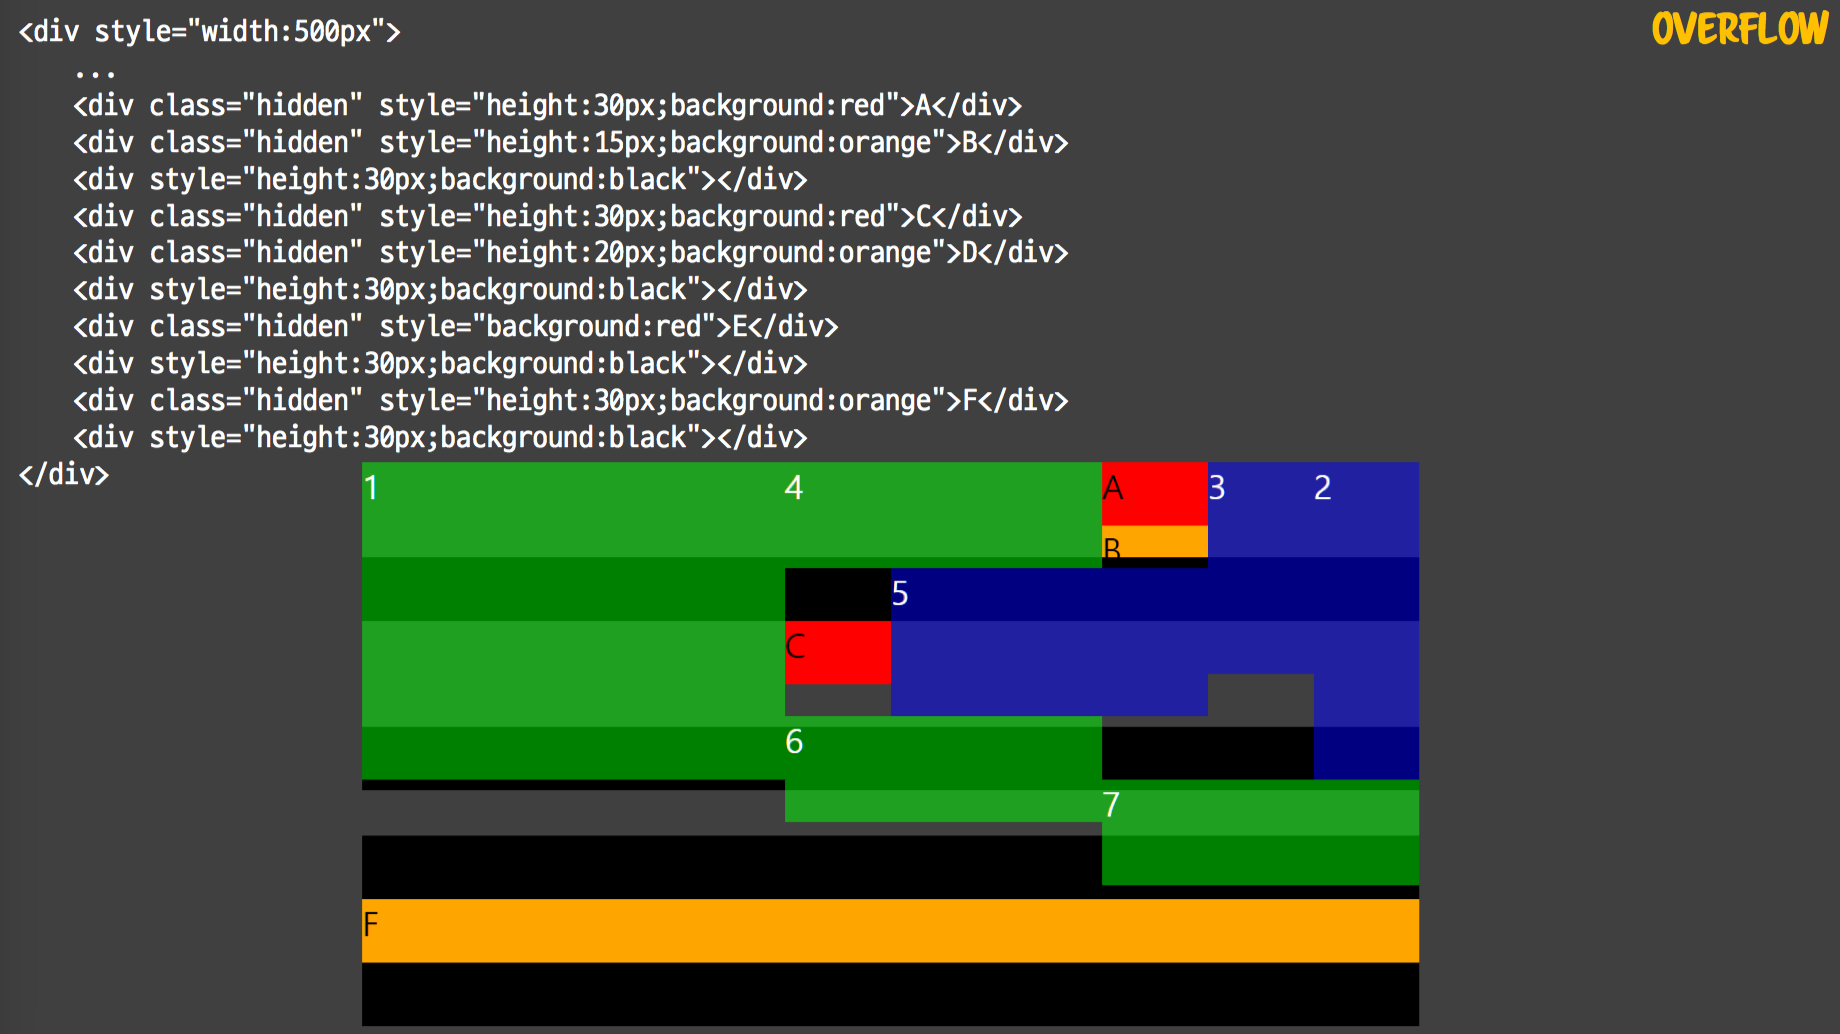 <div style="width:500px">
OVERFLOW
...
<div class="hidden" style="height:30px;background:red">A</div>
<div class="hidden" style="height:15px;background:orange">B</div>
<div style="height:30px;background:black"></div>
<div class="hidden" style="height:30px;background:red">C</div>
<div class="hidden" style="height:20px;background:orange">D</div>
<div style="height:30px;background:black"></div>
<div class="hidden" style="background:red">E</div>
<div style="height:30px;background:black"></div>
<div class="hidden" style="height:30px;background:orange">F</div>
<div style="height:30px;background:black"></div>
</div>
1 4 A 3 2
B
5
C
6
7
F